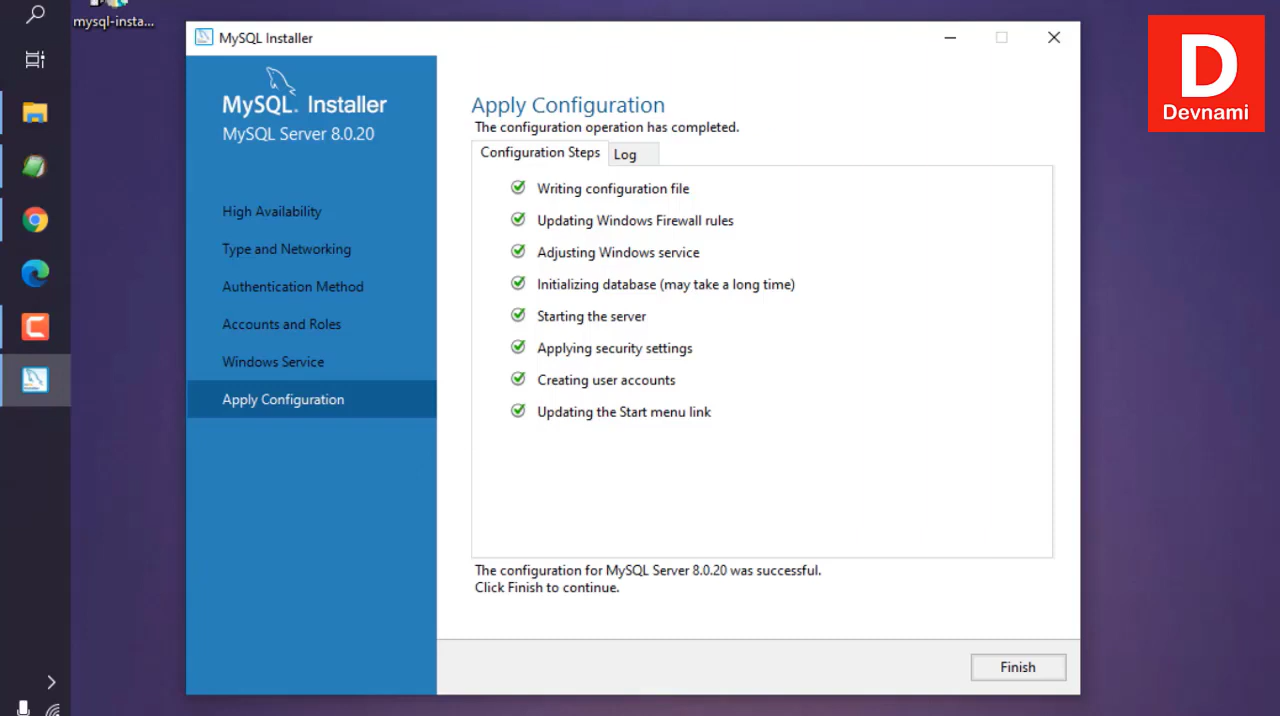 mysql-insta...
MySQL Installer
D
Devnami
MySQL. Installer
MySQL Server 8.0.20
High Availability
Type and Networking
Authentication Method
Accounts and Roles
Windows Service
Apply Configuration
Apply Configuration
The configuration operation has completed.
Configuration Steps
Log
Writing configuration file
Updating Windows Firewall rules
Adjusting Windows service
Initializing database (may take a long time)
Starting the server
Applying security settings
Creating user accounts
Updating the Start menu link
The configuration for MySQL Server 8.0.20 was successful.
Click Finish to continue.
Finish